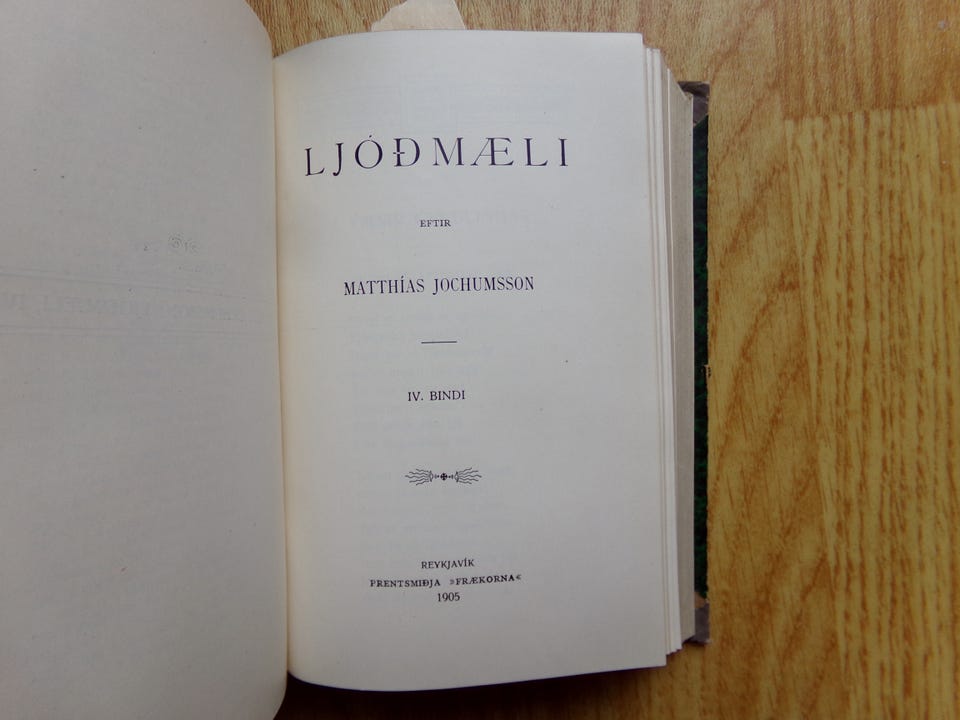 LJÓÐMÆLI
EFTIR
MATTHÍAS JOCHUMSSON
IV. BINDI
REYKJAVÍK
PRENTSMIÐJA »FRÆKORNA«
1905